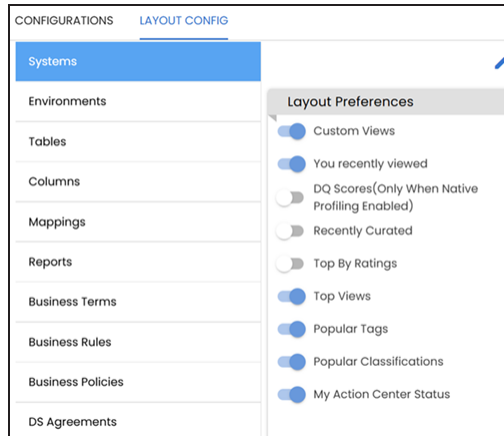 CONFIGURATIONS
LAYOUT CONFIG
Systems
Environments
Tables
Columns
Mappings
Reports
Business Terms
Business Rules
Business Policies
DS Agreements
Layout Preferences
Custom Views
You recently viewed
DQ Scores(Only When Native
Profiling Enabled)
Recently Curated
Top By Ratings
Top Views
Popular Tags
Popular Classifications
My Action Center Status